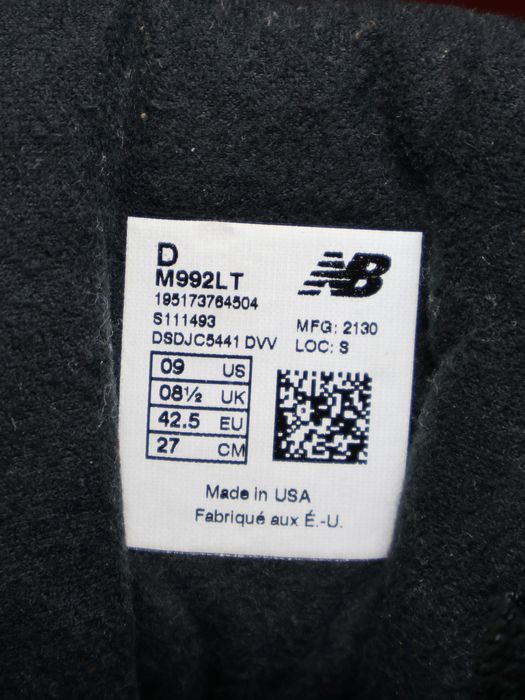 D
M992LT
195173764504
S111493
DSDJC5441 DVV
NB
MFG: 2130
LOC: S
09 US
08½ UK
42.5 EU
27 CM
Made in USA
Fabriqué aux É.-U.